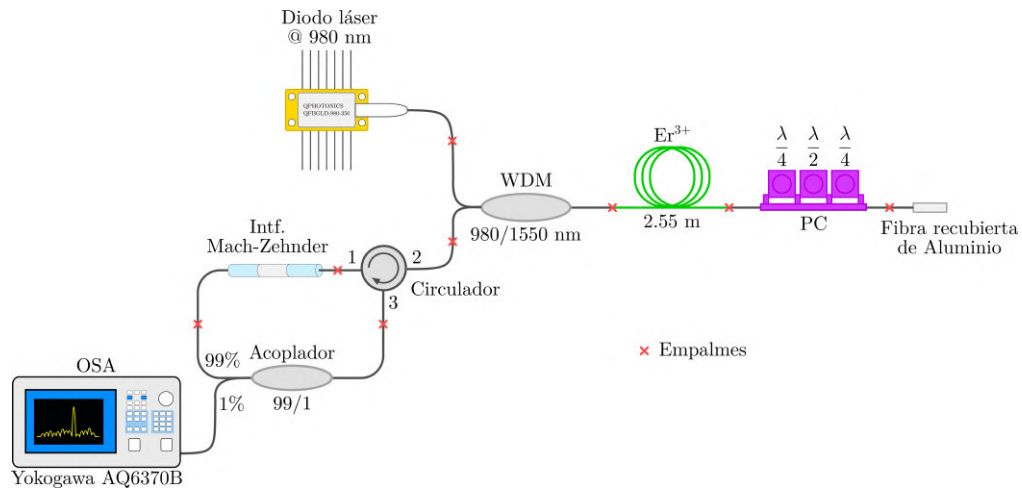 Diodo láser
@ 980 nm
QPHOTONICS
QFBGLD-980-350
Er³⁺
λ/4 λ/2 λ/4
WDM
980/1550 nm
2.55 m
PC
Fibra recubierta
de Aluminio
Intf.
Mach-Zehnder
1
2
3
Circulador
× Empalmes
OSA
99%
Acoplador
1%
99/1
Yokogawa AQ6370B